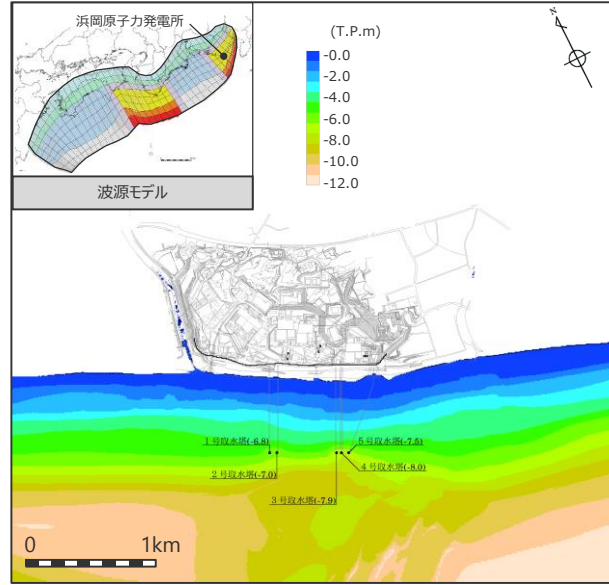 浜岡原子力発電所
波源モデル
(T.P.m)
-0.0
-2.0
-4.0
-6.0
-8.0
-10.0
-12.0
N
1号取水塔(-6.8)
5号取水塔(-7.5)
2号取水塔(-7.0)
4号取水塔(-8.0)
3号取水塔(-7.9)
0 1km